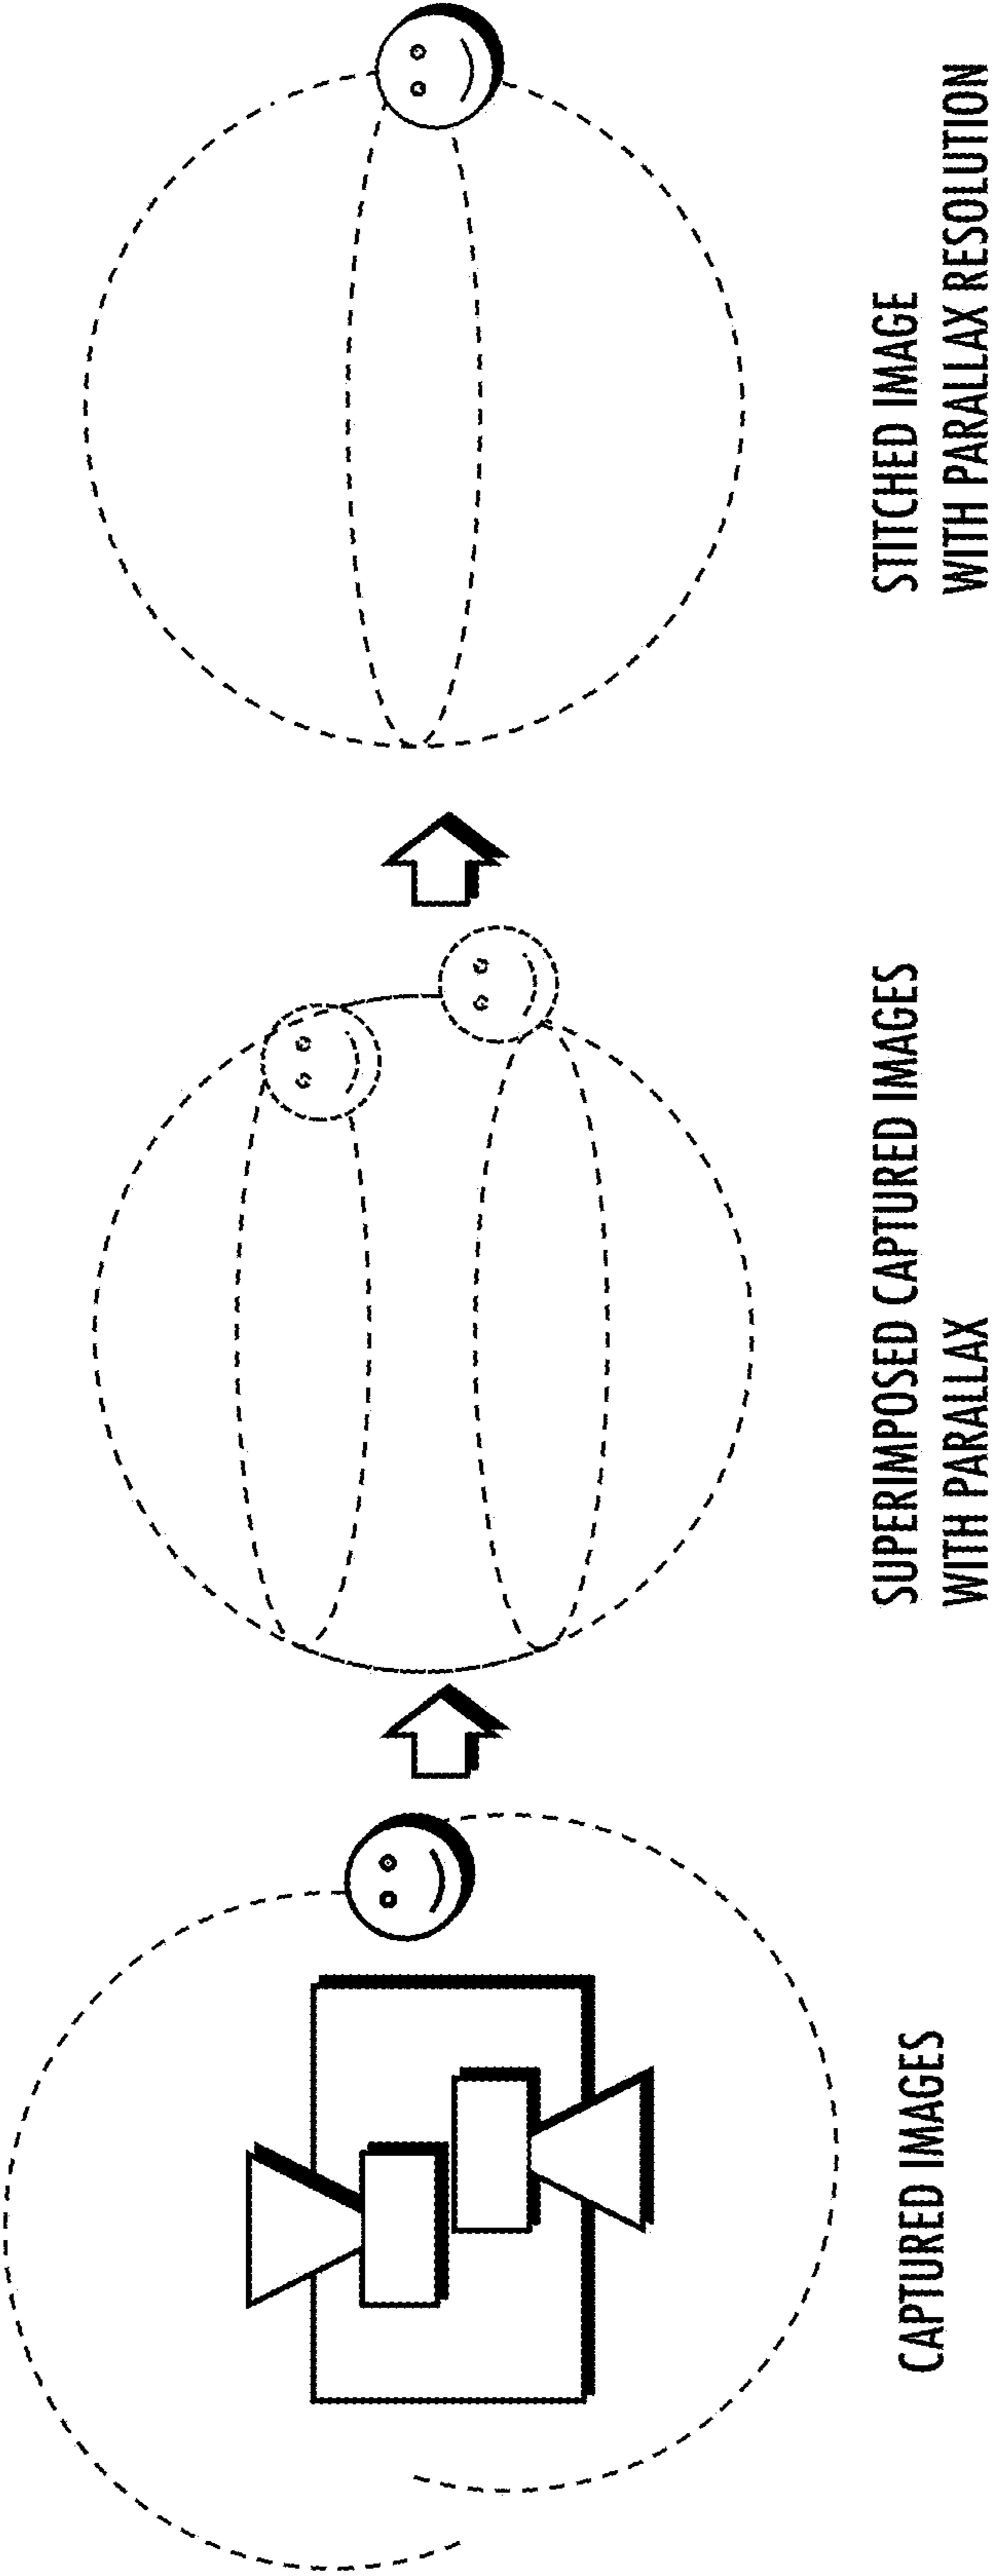 CAPTURED IMAGES
SUPERIMPOSED CAPTURED IMAGES
WITH PARALLAX
STITCHED IMAGE
WITH PARALLAX RESOLUTION